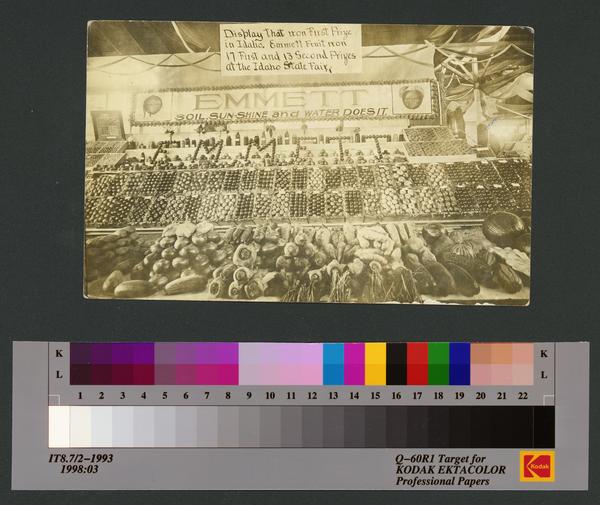 Display That won First Prize
in Idaho. Emmett Fruit won
17 First and 13 Second Prizes
at the Idaho State Fair,
EMMETT
SOIL, SUN-SHINE AND WATER DOES IT
EMMETT
K K
L L
1 2 3 4 5 6 7 8 9 10 11 12 13 14 15 16 17 18 19 20 21 22
IT8.7/2–1993
1998:03
Q–60R1 Target for
KODAK EKTACOLOR
Professional Papers
Kodak